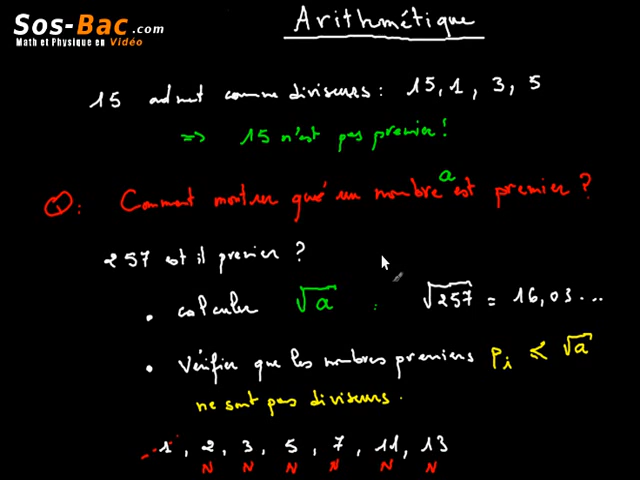 Sos-Bac.com
Math et Physique en Vidéo
Arithmétique
15 admet comme diviseurs : 15, 1, 3, 5
=> 15 n'est pas premier !
Q : Comment montrer que un nombre a est premier ?
257 est il premier ?
• calculer √a : √257 = 16,03...
• Vérifier que les nombres premiers Pi ≤ √a
ne sont pas diviseurs.
1, 2, 3, 5, 7, 11, 13
N N N N N N